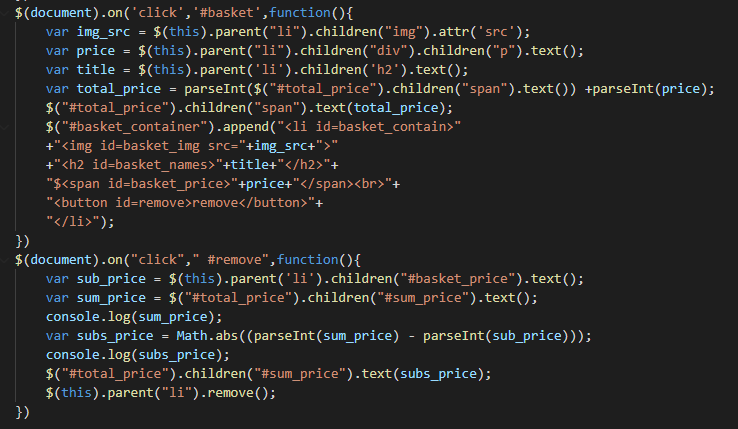 $(document).on('click','#basket',function(){
    var img_src = $(this).parent("li").children("img").attr('src');
    var price = $(this).parent("li").children("div").children("p").text();
    var title = $(this).parent('li').children('h2').text();
    var total_price = parseInt($("#total_price").children("span").text()) +parseInt(price);
    $("#total_price").children("span").text(total_price);
    $("#basket_container").append("<li id=basket_contain>"
    +"<img id=basket_img src="+img_src+">"
    +"<h2 id=basket_names>"+title+"</h2>"+
    "$<span id=basket_price>"+price+"</span><br>"+
    "<button id=remove>remove</button>"+
    "</li>");
})
$(document).on("click"," #remove",function(){
    var sub_price = $(this).parent('li').children("#basket_price").text();
    var sum_price = $("#total_price").children("#sum_price").text();
    console.log(sum_price);
    var subs_price = Math.abs((parseInt(sum_price) - parseInt(sub_price)));
    console.log(subs_price);
    $("#total_price").children("#sum_price").text(subs_price);
    $(this).parent("li").remove();
})